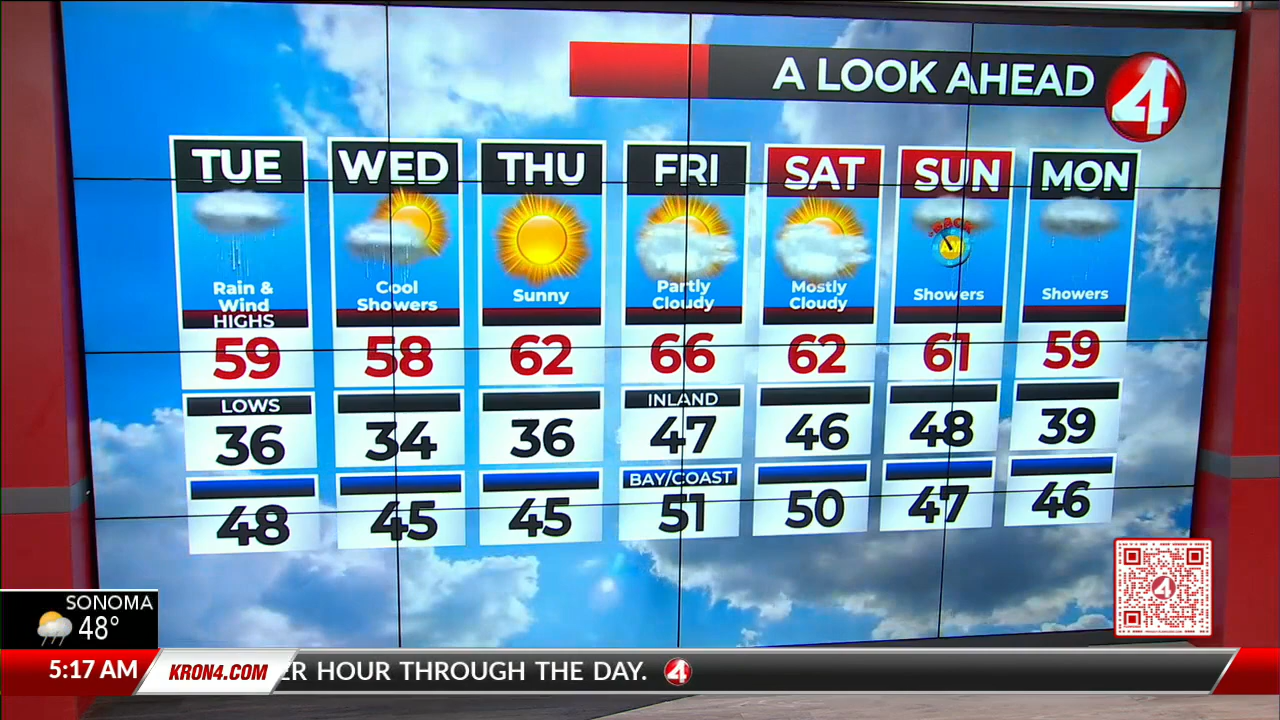 A LOOK AHEAD
4
TUE WED THU FRI SAT SUN MON
BACK
Rain & Wind
Cool Showers
Sunny
Partly Cloudy
Mostly Cloudy
Showers
Showers
HIGHS
59 58 62 66 62 61 59
LOWS
INLAND
36 34 36 47 46 48 39
BAY/COAST
48 45 45 51 50 47 46
4
SONOMA
48°
5:17 AM
KRON4.COM
ER HOUR THROUGH THE DAY.
4